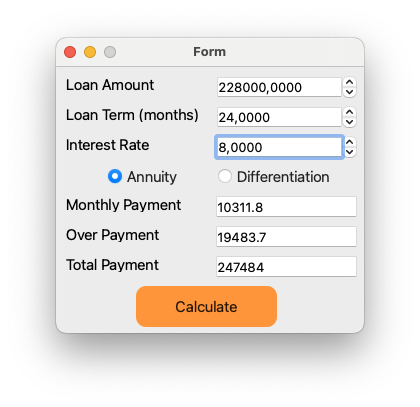 Form
Loan Amount 228000,0000
Loan Term (months) 24,0000
Interest Rate 8,0000
Annuity Differentiation
Monthly Payment 10311.8
Over Payment 19483.7
Total Payment 247484
Calculate